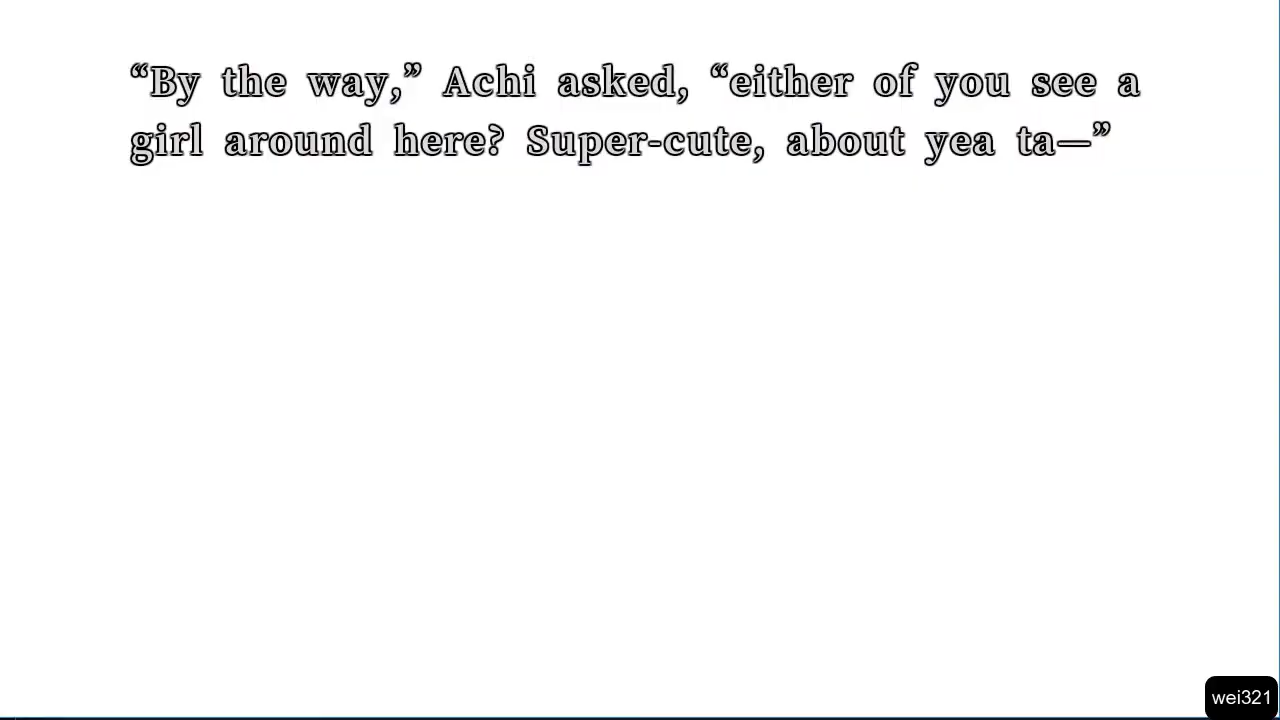 “By the way,” Achi asked, “either of you see a
girl around here? Super-cute, about yea ta—”
wei321